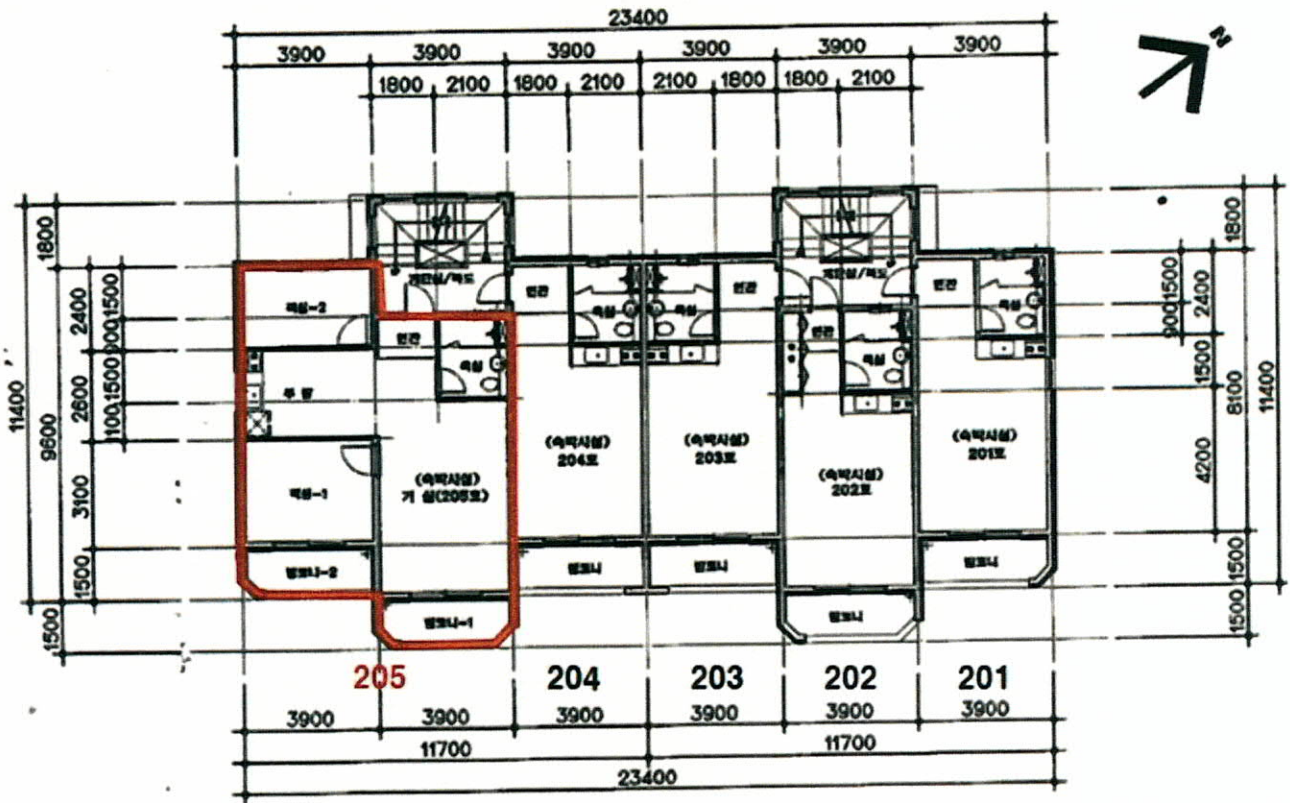 23400
3900 3900 3900 3900 3900 3900
1800 2100 1800 2100 2100 1800 1800 2100
N
11400
1800
9600
1500
2400
2600
3100
1500
1500
900
1500
1100
계단실/복도
침실-2
현관
욕실
주방
침실-1
(숙박시설)
거실(205호)
발코니-2
발코니-1
현관
욕실
(숙박시설)
204호
발코니
욕실
현관
(숙박시설)
203호
발코니
계단실/복도
현관
욕실
(숙박시설)
202호
발코니
현관
욕실
(숙박시설)
201호
발코니
1800
1500
900
2400
1500
4200
8100
1500
1500
11400
205 204 203 202 201
3900 3900 3900 3900 3900
11700 11700
23400